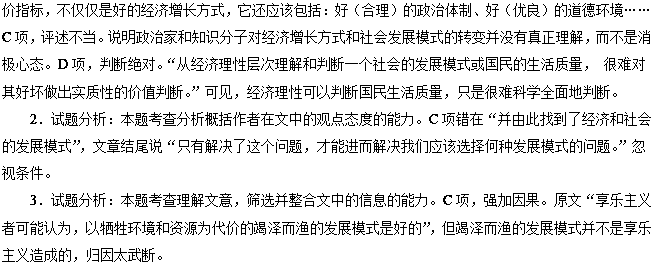 价指标，不仅仅是好的经济增长方式，它还应该包括：好（合理）的政治体制、好（优良）的道德环境……
C 项，评述不当。说明政治家和知识分子对经济增长方式和社会发展模式的转变并没有真正理解，而不是消
极心态。D 项，判断绝对。“从经济理性层次理解和判断一个社会的发展模式或国民的生活质量， 很难对
其好坏做出实质性的价值判断。”可见，经济理性可以判断国民生活质量，只是很难科学全面地判断。
2．试题分析：本题考查分析概括作者在文中的观点态度的能力。C 项错在“并由此找到了经济和社会
的发展模式”，文章结尾说“只有解决了这个问题，才能进而解决我们应该选择何种发展模式的问题。”忽
视条件。
3．试题分析：本题考查理解文意，筛选并整合文中的信息的能力。C 项，强加因果。原文“享乐主义
者可能认为，以牺牲环境和资源为代价的竭泽而渔的发展模式是好的”，但竭泽而渔的发展模式并不是享乐
主义造成的，归因太武断。